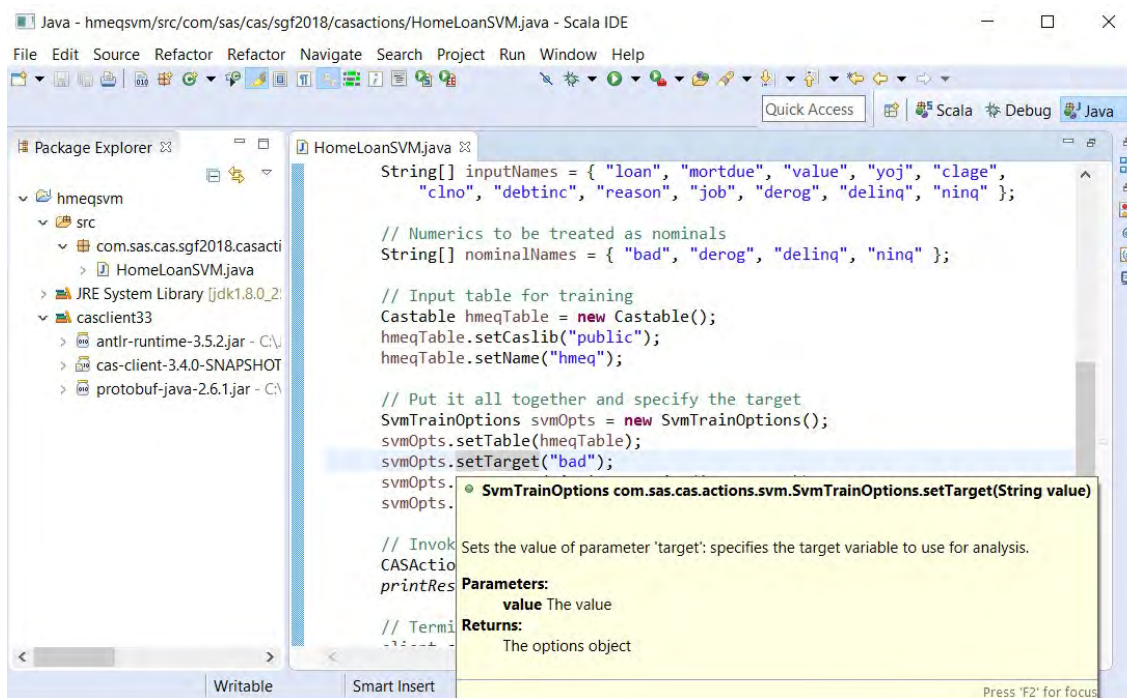 Java - hmeqsvm/src/com/sas/cas/sgf2018/casactions/HomeLoanSVM.java - Scala IDE
File Edit Source Refactor Refactor Navigate Search Project Run Window Help
Quick Access Scala Debug Java
Package Explorer
hmeqsvm
src
com.sas.cas.sgf2018.casacti
HomeLoanSVM.java
JRE System Library [jdk1.8.0_2
casclient33
antlr-runtime-3.5.2.jar - C:\
cas-client-3.4.0-SNAPSHOT
protobuf-java-2.6.1.jar - C:\
HomeLoanSVM.java
String[] inputNames = { "loan", "mortdue", "value", "yoj", "clage",
"clno", "debtinc", "reason", "job", "derog", "delinq", "ninq" };
// Numerics to be treated as nominals
String[] nominalNames = { "bad", "derog", "delinq", "ninq" };
// Input table for training
Castable hmeqTable = new Castable();
hmeqTable.setCaslib("public");
hmeqTable.setName("hmeq");
// Put it all together and specify the target
SvmTrainOptions svmOpts = new SvmTrainOptions();
svmOpts.setTable(hmeqTable);
svmOpts.setTarget("bad");
svmOpts.
svmOpts.
// Invok
CASActio
printRes
// Termi
SvmTrainOptions com.sas.cas.actions.svm.SvmTrainOptions.setTarget(String value)
Sets the value of parameter 'target': specifies the target variable to use for analysis.
Parameters:
value The value
Returns:
The options object
Press 'F2' for focus
Writable Smart Insert